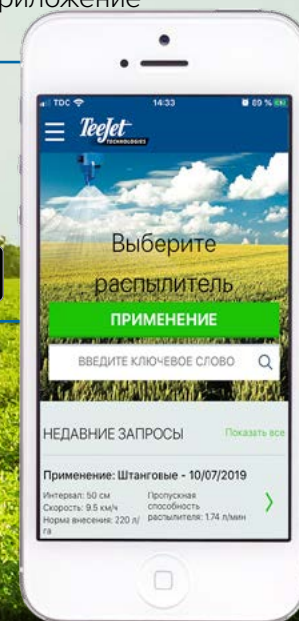 риложение
TDC 14:33 69 %
TeeJet
TECHNOLOGIES
Выберите
распылитель
ПРИМЕНЕНИЕ
ВВЕДИТЕ КЛЮЧЕВОЕ СЛОВО
НЕДАВНИЕ ЗАПРОСЫ Показать все
Применение: Штанговые - 10/07/2019
Интервал: 50 см
Скорость: 9.5 км/ч
Норма внесения: 220 л/
га
Пропускная
способность
распылителя: 1.74 л/мин